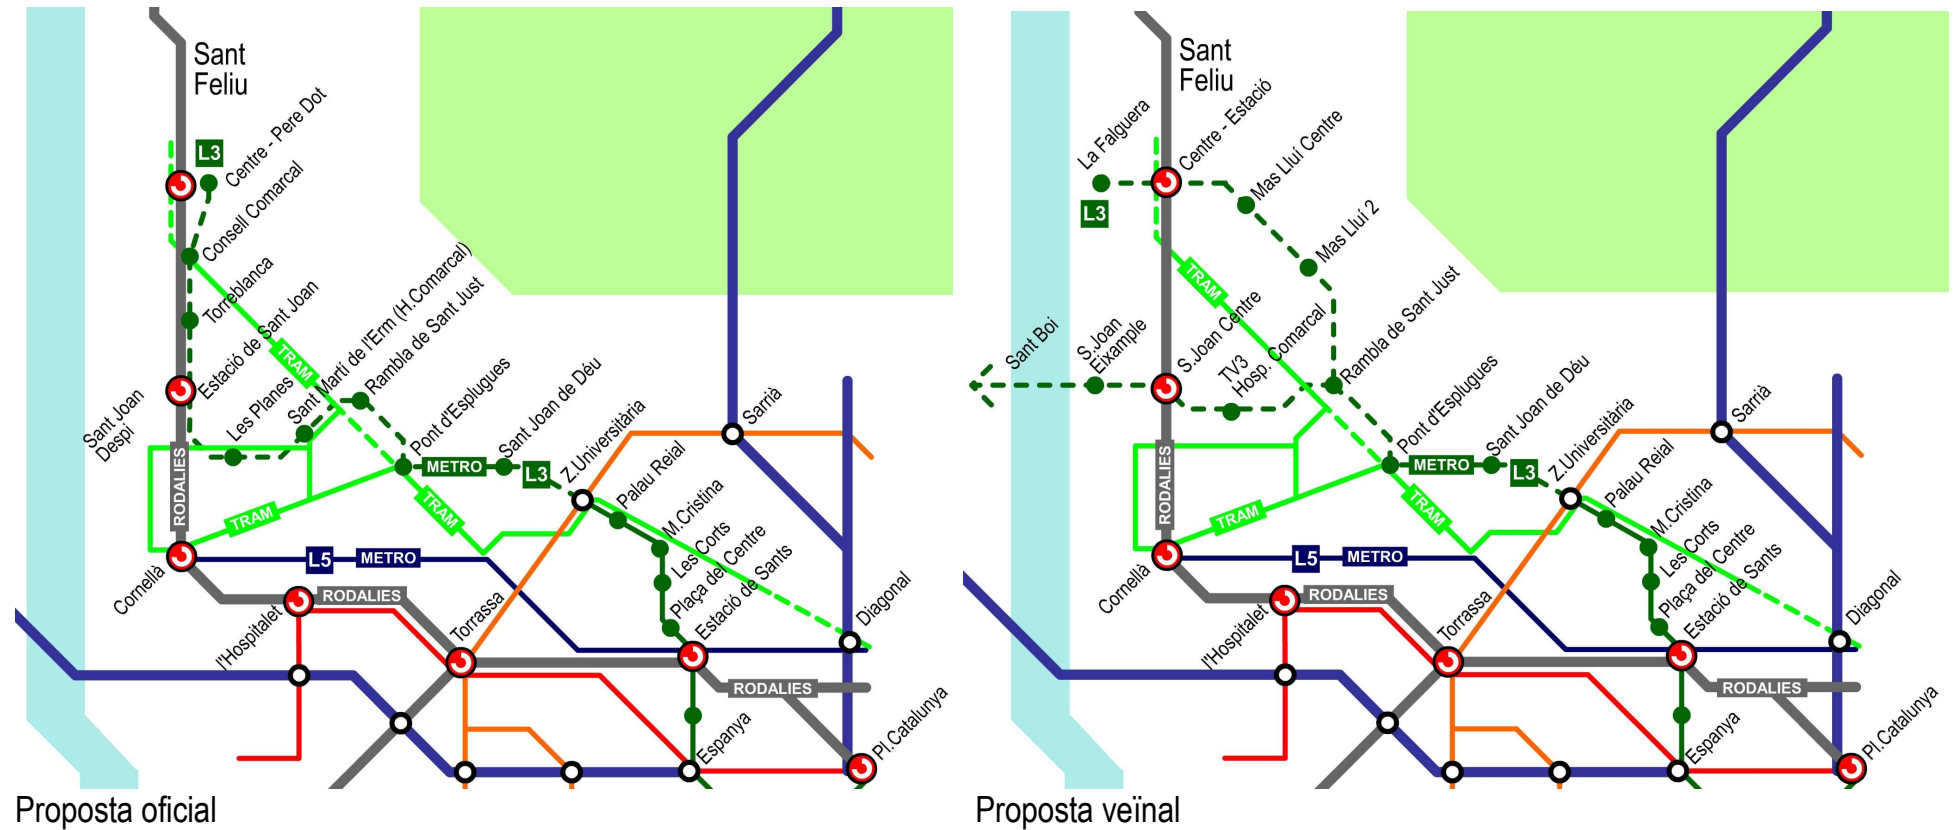 Sant
Feliu
L3
Centre - Pere Dot
Consell Comarcal
Torreblanca
Estació de Sant Joan
TRAM
Les Planes
Sant Martí de l'Erm (H.Comarcal)
Rambla de Sant Just
Sant Joan
Despi
RODALIES
Pont d'Esplugues
METRO
Sant Joan de Déu
L3
Z.Universitària
Sarrià
Palau Reial
M.Cristina
Les Corts
Plaça del Centre
Estació de Sants
TRAM
TRAM
Cornellà
L5
METRO
l'Hospitalet
RODALIES
Torrassa
Diagonal
RODALIES
Espanya
Pl.Catalunya
Proposta oficial
Sant
Feliu
La Falguera
L3
Centre - Estació
Mas Lluí Centre
Mas Lluí 2
TRAM
Sant Boi
S.Joan
Eixample
S.Joan Centre
TV3
Hosp. Comarcal
Rambla de Sant Just
RODALIES
Pont d'Esplugues
METRO
Sant Joan de Déu
L3
Z.Universitària
Sarrià
Palau Reial
M.Cristina
Les Corts
Plaça del Centre
Estació de Sants
TRAM
TRAM
Cornellà
L5
METRO
l'Hospitalet
RODALIES
Torrassa
Diagonal
RODALIES
Espanya
Pl.Catalunya
Proposta veïnal